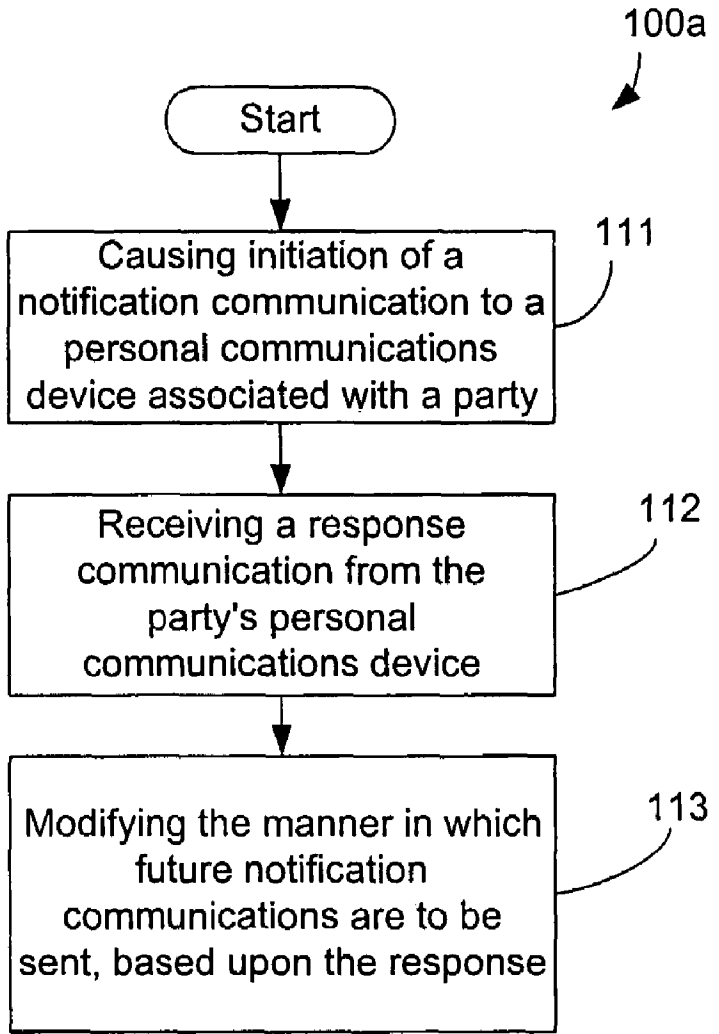 100a
Start
111
Causing initiation of a
notification communication to a
personal communications
device associated with a party
112
Receiving a response
communication from the
party's personal
communications device
113
Modifying the manner in which
future notification
communications are to be
sent, based upon the response